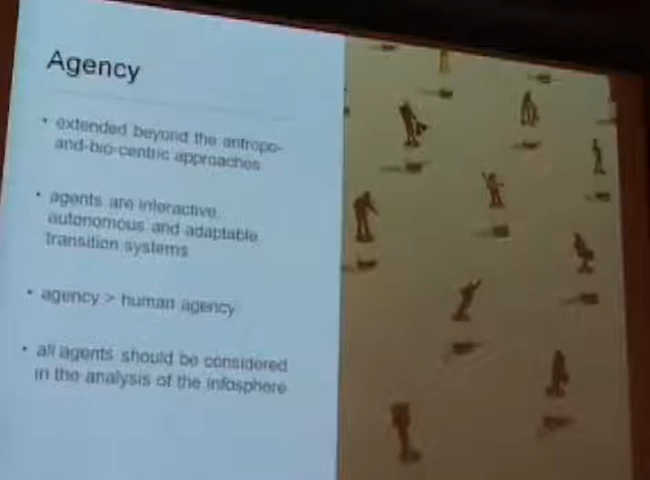 Agency
• extended beyond the antropo-
and-bio-centric approaches
• agents are interactive,
autonomous and adaptable
transition systems
• agency > human agency
• all agents should be considered
in the analysis of the infosphere